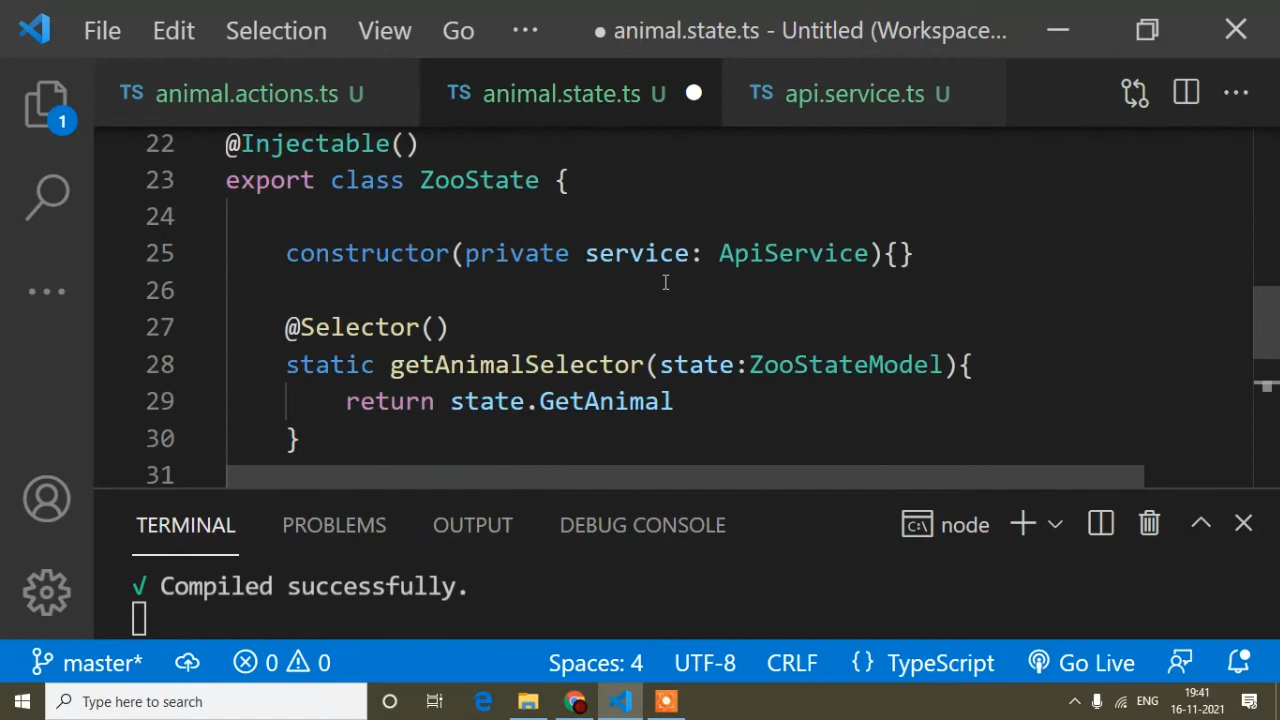 File Edit Selection View Go ··· ● animal.state.ts - Untitled (Workspace...
TS animal.actions.ts U TS animal.state.ts U TS api.service.ts U
1
22 @Injectable()
23 export class ZooState {
24
25 constructor(private service: ApiService){}
26
27 @Selector()
28 static getAnimalSelector(state:ZooStateModel){
29 return state.GetAnimal
30 }
31
TERMINAL PROBLEMS OUTPUT DEBUG CONSOLE node
√ Compiled successfully.
master* 0 0 Spaces: 4 UTF-8 CRLF {} TypeScript Go Live
Type here to search ENG 19:41
16-11-2021